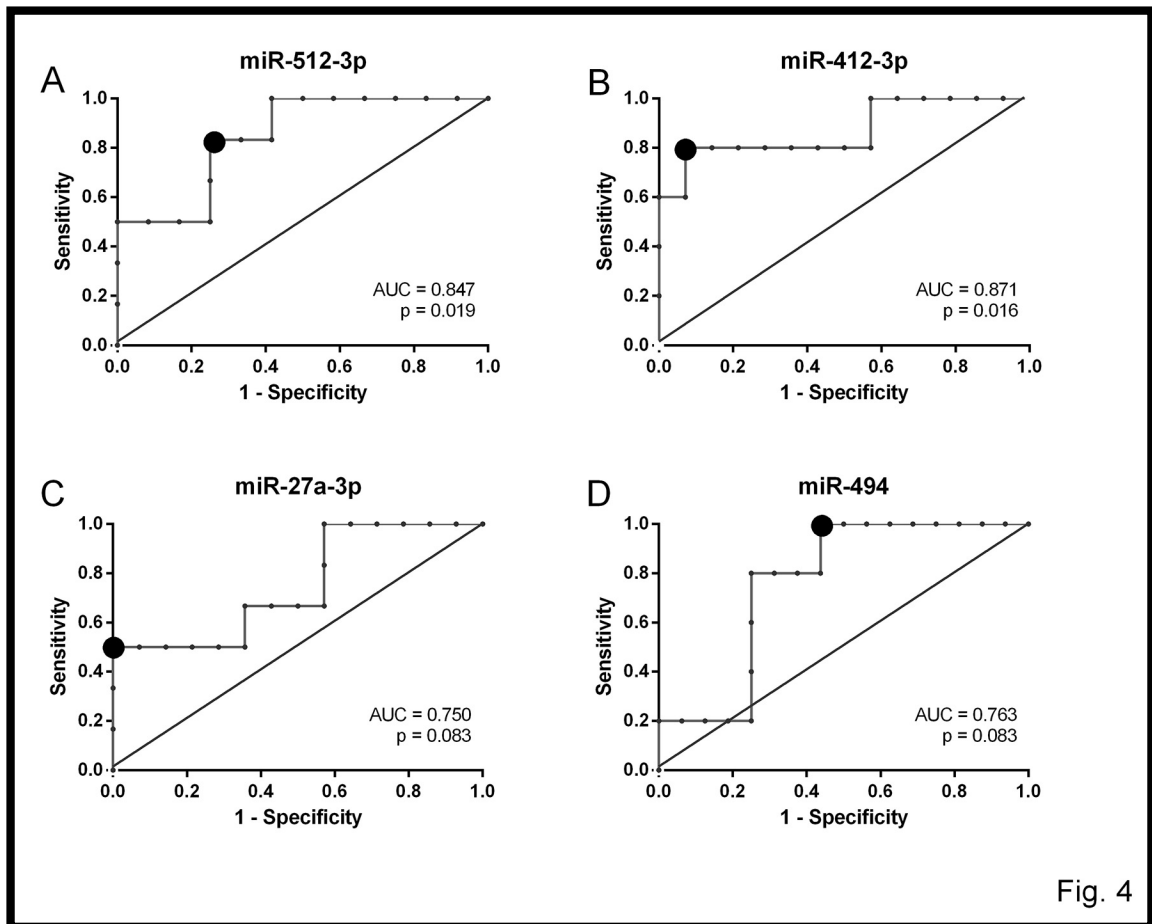 A
miR-512-3p
1.0
0.8
0.6
0.4
0.2
0.0
Sensitivity
AUC = 0.847
p = 0.019
0.0 0.2 0.4 0.6 0.8 1.0
1 - Specificity
B
miR-412-3p
1.0
0.8
0.6
0.4
0.2
0.0
Sensitivity
AUC = 0.871
p = 0.016
0.0 0.2 0.4 0.6 0.8 1.0
1 - Specificity
C
miR-27a-3p
1.0
0.8
0.6
0.4
0.2
0.0
Sensitivity
AUC = 0.750
p = 0.083
0.0 0.2 0.4 0.6 0.8 1.0
1 - Specificity
D
miR-494
1.0
0.8
0.6
0.4
0.2
0.0
Sensitivity
AUC = 0.763
p = 0.083
0.0 0.2 0.4 0.6 0.8 1.0
1 - Specificity
Fig. 4